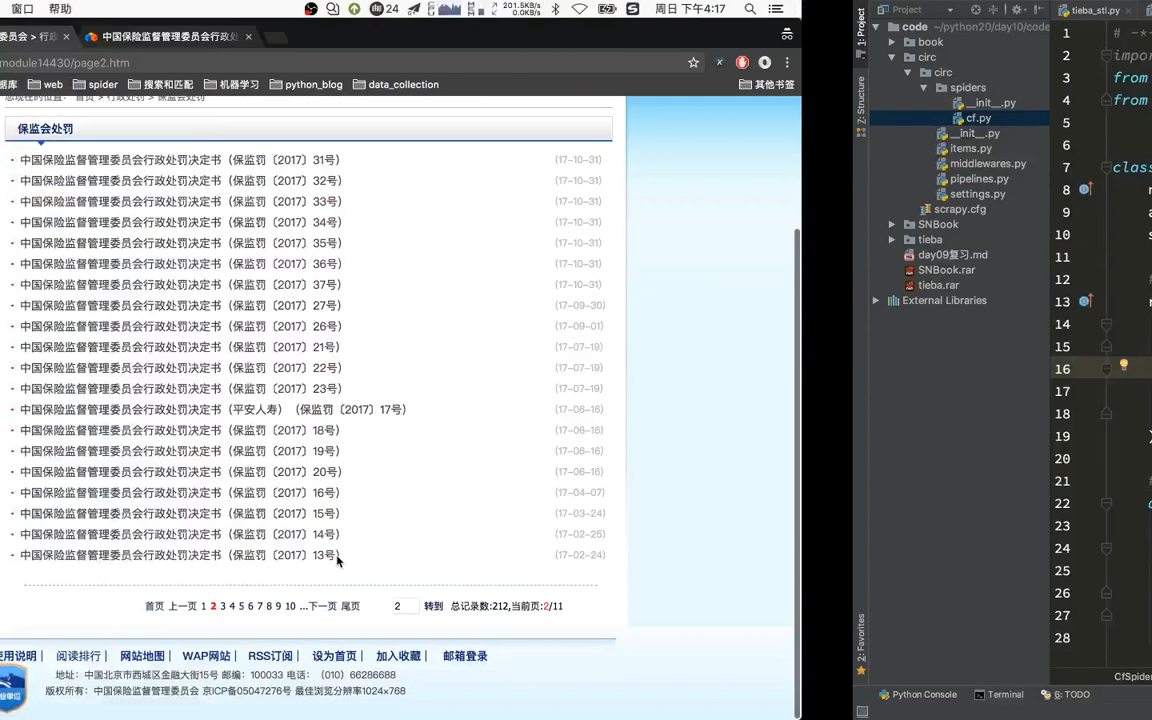 窗口 帮助 24 201.5KB/s 0.0KB/s 周日 下午4:17
委员会 > 行政 中国保险监督管理委员会行政处
module14430/page2.htm
据库 web spider 搜索和匹配 机器学习 python_blog data_collection 其他书签
您现在的位置：首页 > 行政处罚 > 保监会处罚
保监会处罚
中国保险监督管理委员会行政处罚决定书（保监罚〔2017〕31号） (17-10-31)
中国保险监督管理委员会行政处罚决定书（保监罚〔2017〕32号） (17-10-31)
中国保险监督管理委员会行政处罚决定书（保监罚〔2017〕33号） (17-10-31)
中国保险监督管理委员会行政处罚决定书（保监罚〔2017〕34号） (17-10-31)
中国保险监督管理委员会行政处罚决定书（保监罚〔2017〕35号） (17-10-31)
中国保险监督管理委员会行政处罚决定书（保监罚〔2017〕36号） (17-10-31)
中国保险监督管理委员会行政处罚决定书（保监罚〔2017〕37号） (17-10-31)
中国保险监督管理委员会行政处罚决定书（保监罚〔2017〕27号） (17-09-30)
中国保险监督管理委员会行政处罚决定书（保监罚〔2017〕26号） (17-09-01)
中国保险监督管理委员会行政处罚决定书（保监罚〔2017〕21号） (17-07-19)
中国保险监督管理委员会行政处罚决定书（保监罚〔2017〕22号） (17-07-19)
中国保险监督管理委员会行政处罚决定书（保监罚〔2017〕23号） (17-07-19)
中国保险监督管理委员会行政处罚决定书（平安人寿）（保监罚〔2017〕17号） (17-06-16)
中国保险监督管理委员会行政处罚决定书（保监罚〔2017〕18号） (17-06-16)
中国保险监督管理委员会行政处罚决定书（保监罚〔2017〕19号） (17-06-16)
中国保险监督管理委员会行政处罚决定书（保监罚〔2017〕20号） (17-06-16)
中国保险监督管理委员会行政处罚决定书（保监罚〔2017〕16号） (17-04-07)
中国保险监督管理委员会行政处罚决定书（保监罚〔2017〕15号） (17-03-24)
中国保险监督管理委员会行政处罚决定书（保监罚〔2017〕14号） (17-02-25)
中国保险监督管理委员会行政处罚决定书（保监罚〔2017〕13号） (17-02-24)
首页 上一页 1 2 3 4 5 6 7 8 9 10 ...下一页 尾页 2 转到 总记录数:212,当前页:2/11
使用说明| 阅读排行| 网站地图| WAP网站| RSS订阅| 设为首页| 加入收藏| 邮箱登录
地址：中国北京市西城区金融大街15号 邮编：100033 电话：（010）66286688
版权所有：中国保险监督管理委员会 京ICP备05047276号 最佳浏览分辨率1024×768
Project
code ~/python20/day10/code
book
circ
circ
spiders
__init__.py
cf.py
__init__.py
items.py
middlewares.py
pipelines.py
settings.py
scrapy.cfg
SNBook
tieba
day09复习.md
SNBook.rar
tieba.rar
External Libraries
1: Project
7: Structure
2: Favorites
tieba_stl.py
1 # -*-
2 impor
3 from
4 from
5
6
7 class
8
9 a
10 s
11
12 #
13
14
15
16
17
18
19 )
20
21 #
22
23
24
25
26
27
28
CfSpider
Python Console Terminal 6: TODO